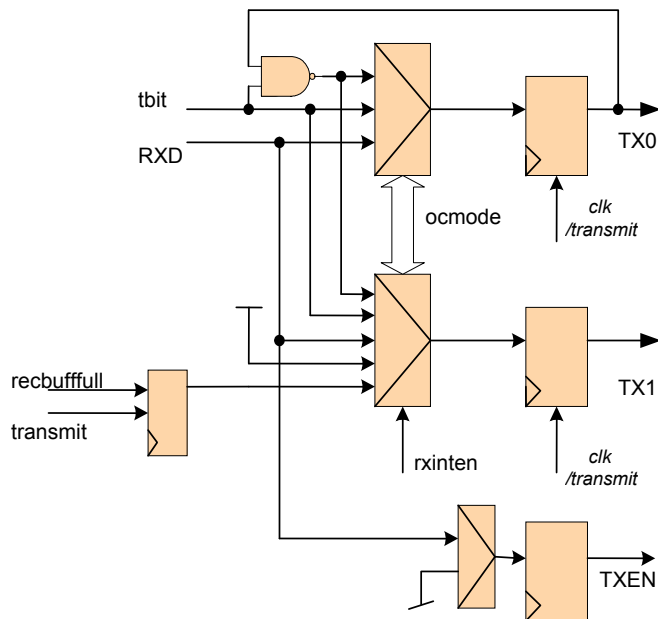 tbit
RXD
TX0
clk
/transmit
ocmode
recbufffull
transmit
TX1
rxinten
clk
/transmit
TXEN